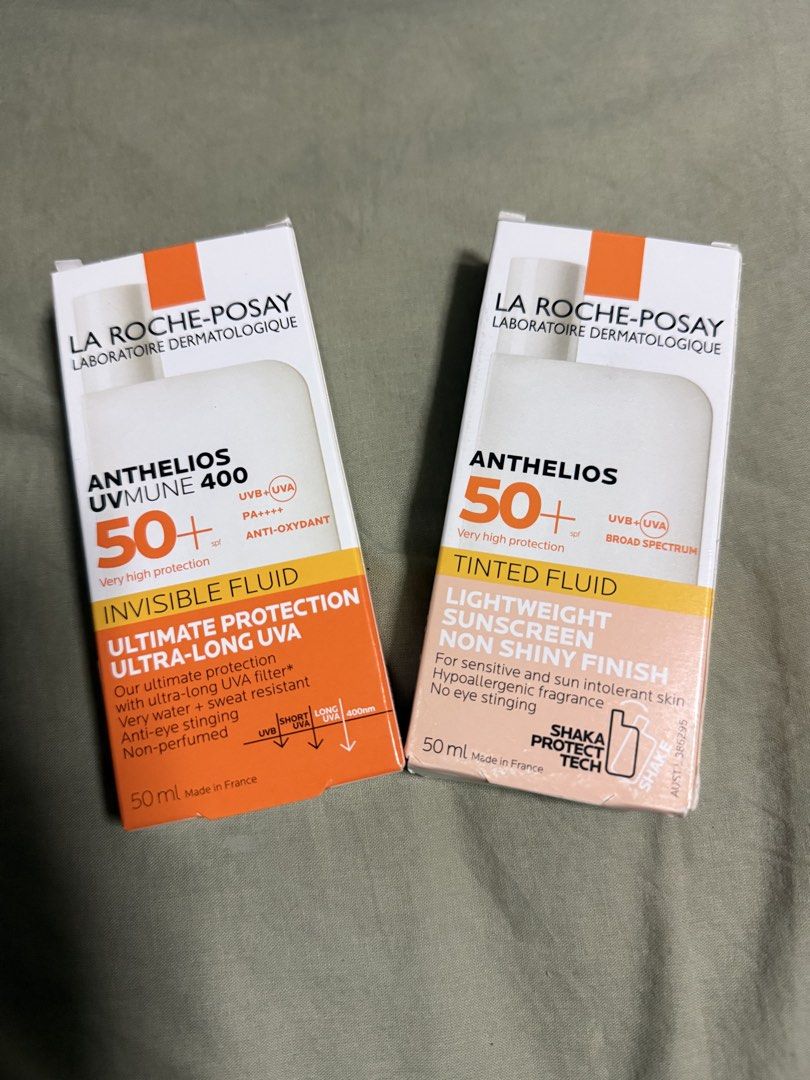 LA ROCHE-POSAY
LABORATOIRE DERMATOLOGIQUE
ANTHELIOS
UVMUNE 400
50+
spf
Very high protection
UVB+UVA
PA++++
ANTI-OXYDANT
INVISIBLE FLUID
ULTIMATE PROTECTION
ULTRA-LONG UVA
Our ultimate protection
with ultra-long UVA filter*
Very water + sweat resistant
Anti-eye stinging
Non-perfumed
UVB
SHORT UVA
LONG UVA
400nm
50 ml Made in France
LA ROCHE-POSAY
LABORATOIRE DERMATOLOGIQUE
ANTHELIOS
50+
spf
Very high protection
UVB+UVA
BROAD SPECTRUM
TINTED FLUID
LIGHTWEIGHT
SUNSCREEN
NON SHINY FINISH
For sensitive and sun intolerant skin
Hypoallergenic fragrance
No eye stinging
SHAKA
PROTECT
TECH
SHAKE
50 ml Made in France
AUST L 386295